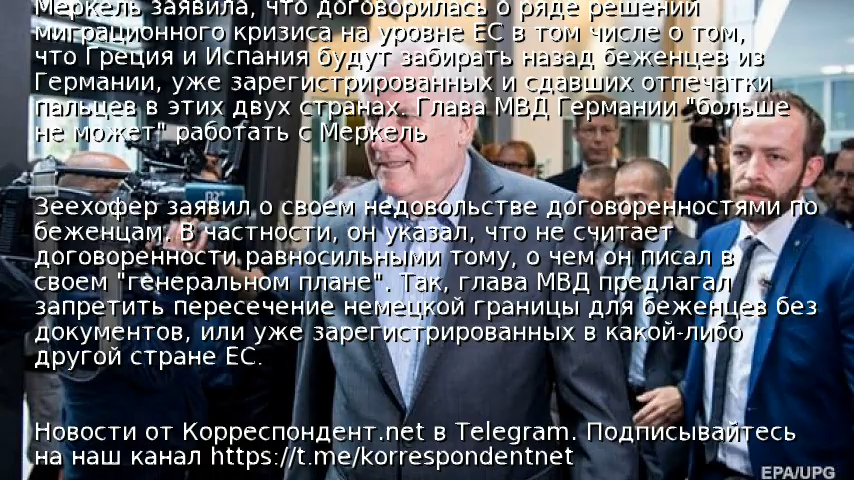 Меркель заявила, что договорилась о ряде решений
миграционного кризиса на уровне ЕС в том числе о том,
что Греция и Испания будут забирать назад беженцев из
Германии, уже зарегистрированных и сдавших отпечатки
пальцев в этих двух странах. Глава МВД Германии "больше
не может" работать с Меркель
Зеехофер заявил о своем недовольстве договоренностями по
беженцам. В частности, он указал, что не считает
договоренности равносильными тому, о чем он писал в
своем "генеральном плане". Так, глава МВД предлагал
запретить пересечение немецкой границы для беженцев без
документов, или уже зарегистрированных в какой-либо
другой стране ЕС.
Новости от Корреспондент.net в Telegram. Подписывайтесь
на наш канал https://t.me/korrespondentnet
EPA/UPG